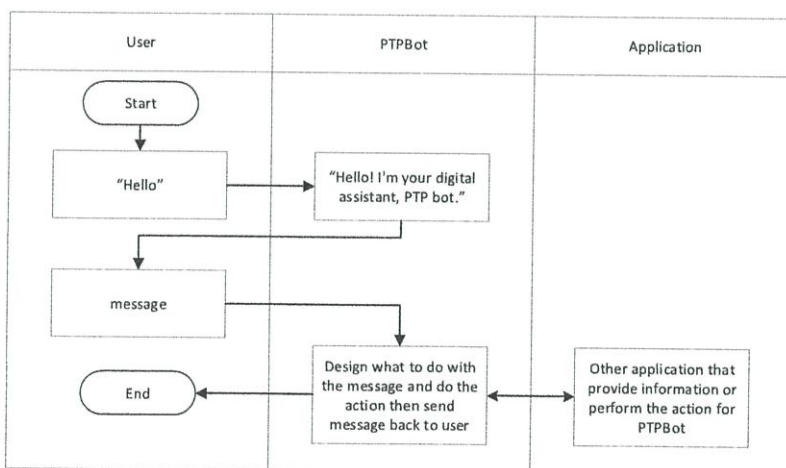 User
PTPBot
Application
Start
“Hello”
“Hello! I'm your digital
assistant, PTP bot.”
message
Design what to do with
the message and do the
action then send
message back to user
Other application that
provide information or
perform the action for
PTPBot
End